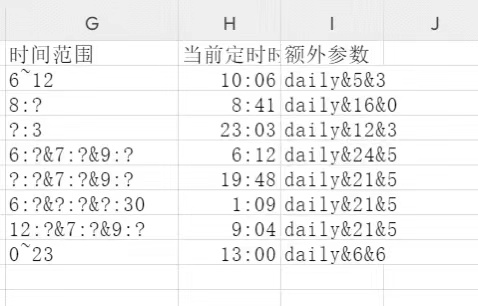 G H I J
时间范围 当前定时时 额外参数
6~12 10:06 daily&5&3
8:? 8:41 daily&16&0
?:3 23:03 daily&12&3
6:?&7:?&9:? 6:12 daily&24&5
?:?&7:?&9:? 19:48 daily&21&5
6:?&?:?&?:30 1:09 daily&21&5
12:?&7:?&9:? 9:04 daily&21&5
0~23 13:00 daily&6&6